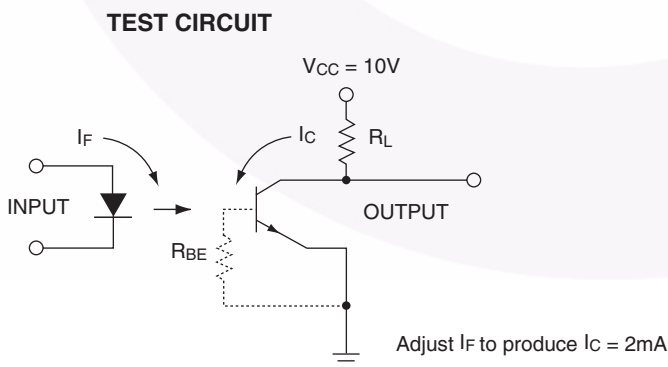 TEST CIRCUIT
VCC = 10V
IF
IC
RL
INPUT
OUTPUT
RBE
Adjust IF to produce IC = 2mA